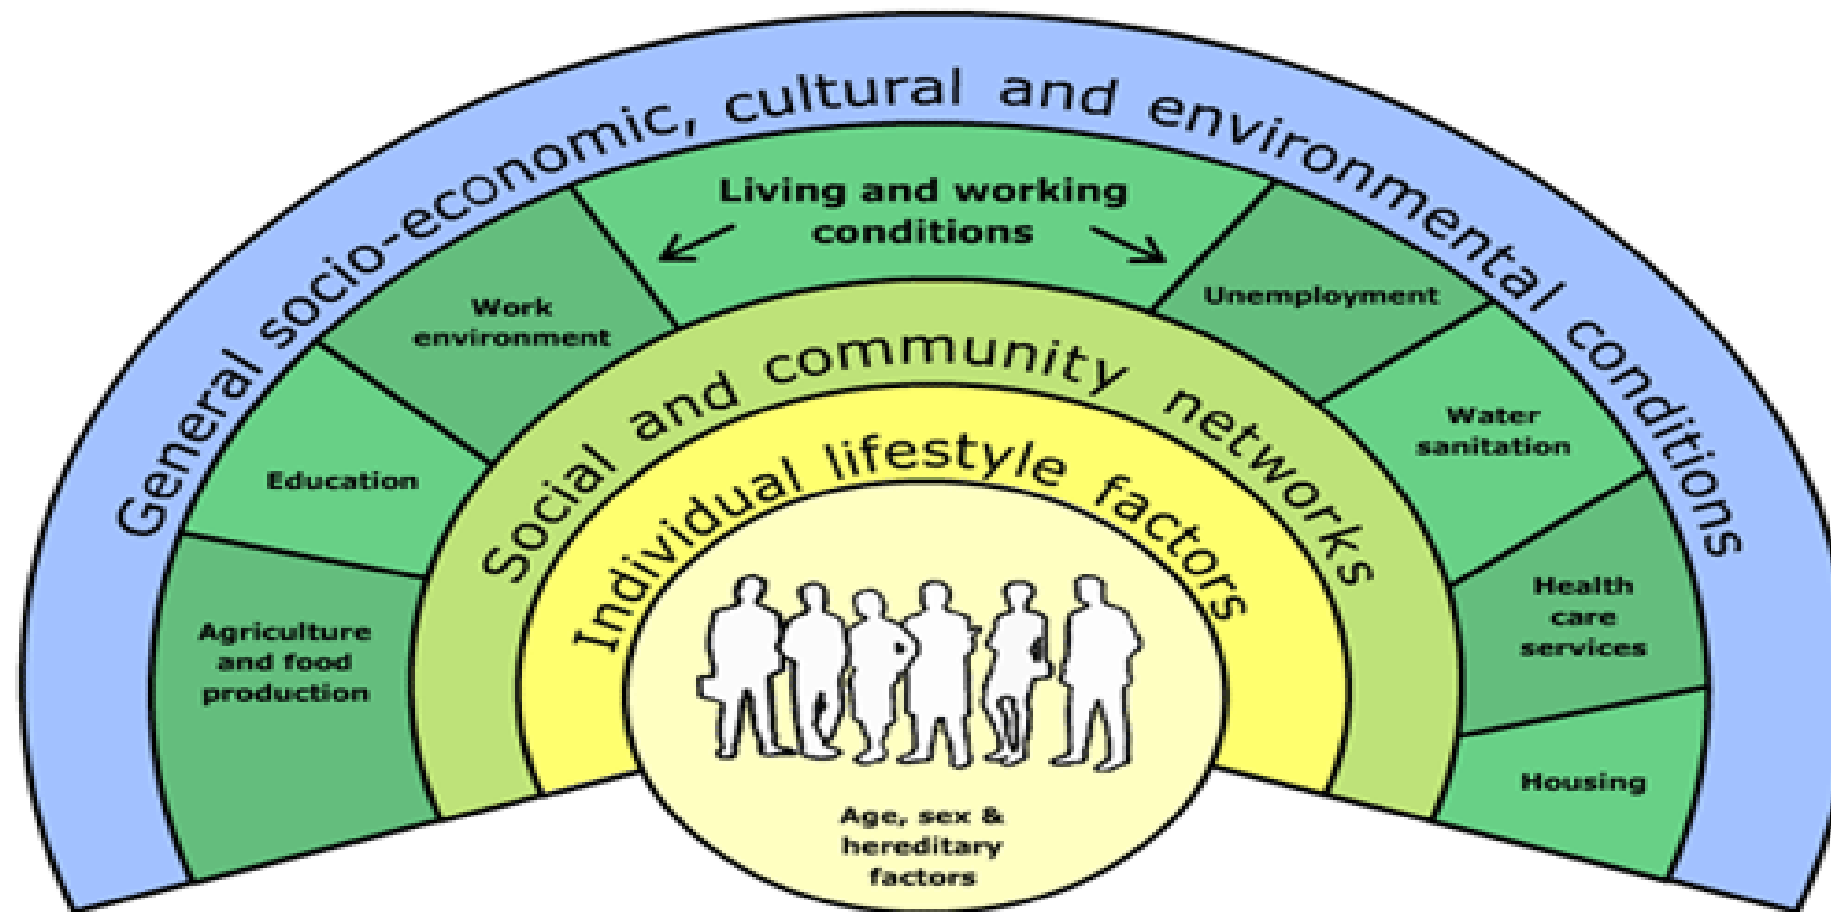 General socio-economic, cultural and environmental conditions
Living and working
conditions
Work
environment
Unemployment
Education
Water
sanitation
Agriculture
and food
production
Health
care
services
Housing
Social and community networks
Individual lifestyle factors
Age, sex &
hereditary
factors